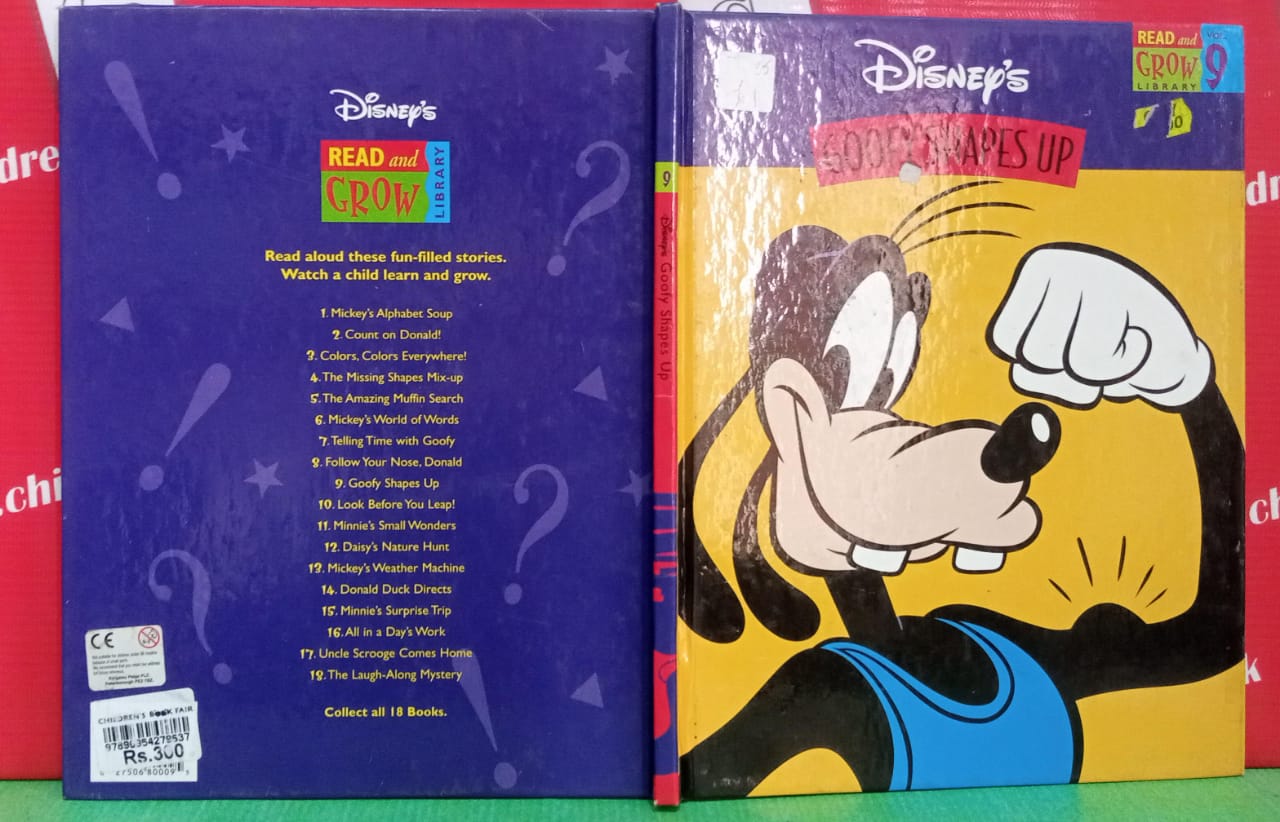 DISNEY'S
READ and
GROW
LIBRARY
Read aloud these fun-filled stories.
Watch a child learn and grow.
1. Mickey's Alphabet Soup
2. Count on Donald!
3. Colors, Colors Everywhere!
4. The Missing Shapes Mix-up
5. The Amazing Muffin Search
6. Mickey's World of Words
7. Telling Time with Goofy
8. Follow Your Nose, Donald
9. Goofy Shapes Up
10. Look Before You Leap!
11. Minnie's Small Wonders
12. Daisy's Nature Hunt
13. Mickey's Weather Machine
14. Donald Duck Directs
15. Minnie's Surprise Trip
16. All in a Day's Work
17. Uncle Scrooge Comes Home
18. The Laugh-Along Mystery
Collect all 18 Books.
CE
CHILDREN'S BOOK FAIR
Rs.300
9
Disney's Goofy Shapes Up
DISNEY'S
READ and
GROW
LIBRARY
VOL.
9
GOOFY SHAPES UP
dre
.chi
dre
ch
k